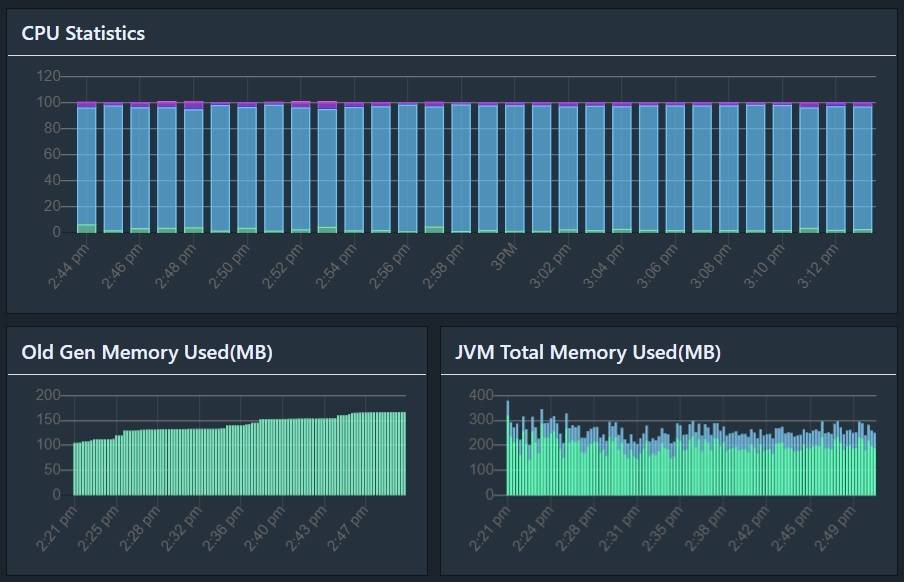 CPU Statistics
120
100
80
60
40
20
0
2:44 pm
2:46 pm
2:48 pm
2:50 pm
2:52 pm
2:54 pm
2:56 pm
2:58 pm
3PM
3:02 pm
3:04 pm
3:06 pm
3:08 pm
3:10 pm
3:12 pm
Old Gen Memory Used(MB)
200
150
100
50
0
2:21 pm
2:25 pm
2:28 pm
2:32 pm
2:36 pm
2:40 pm
2:43 pm
2:47 pm
JVM Total Memory Used(MB)
400
300
200
100
0
2:21 pm
2:24 pm
2:28 pm
2:31 pm
2:35 pm
2:38 pm
2:42 pm
2:45 pm
2:49 pm